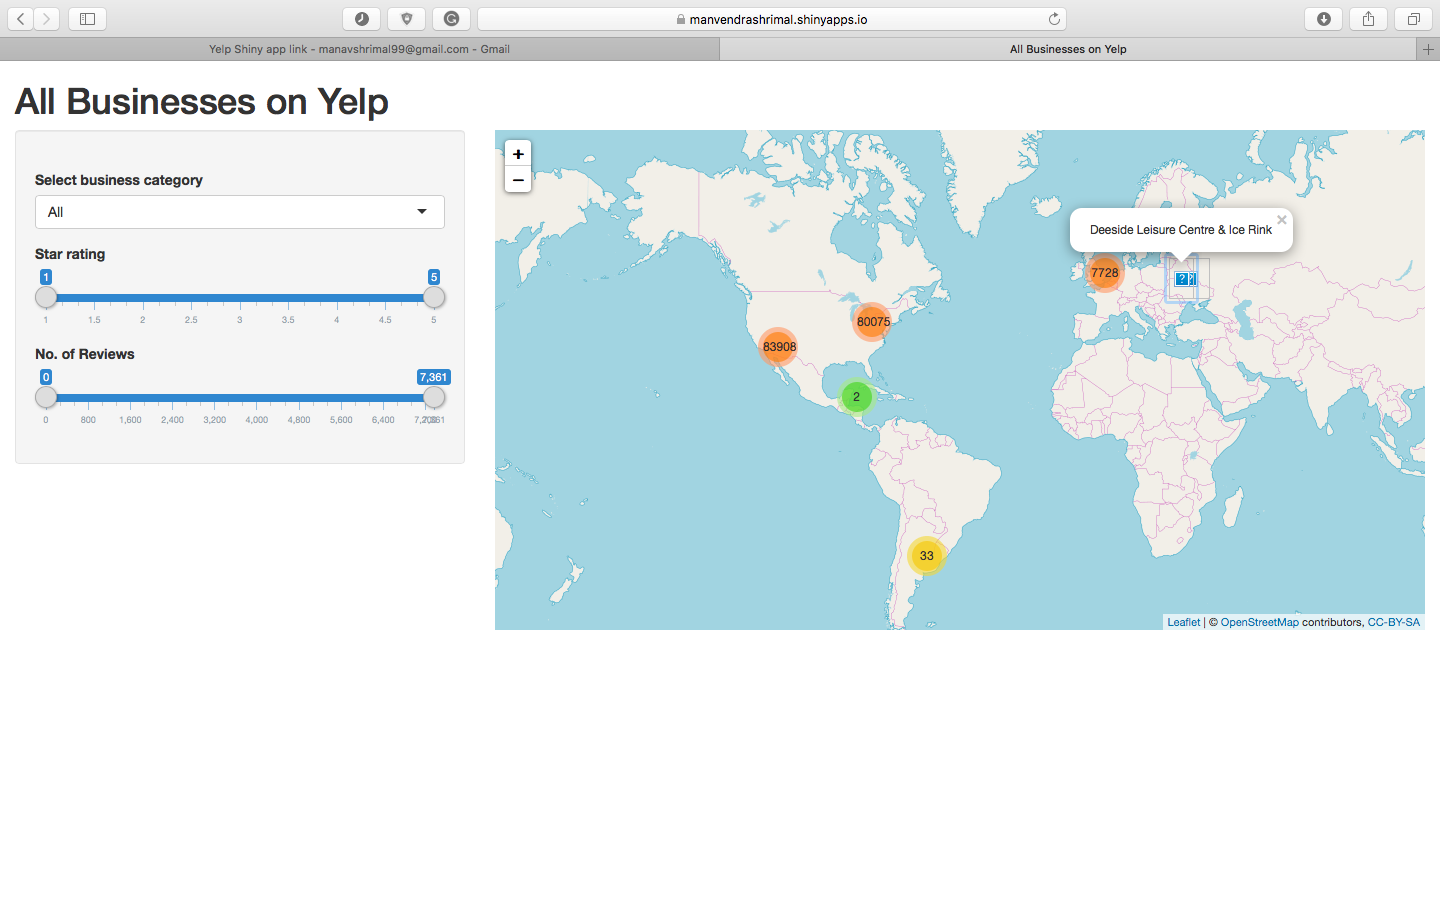 manvendrashrimal.shinyapps.io
Yelp Shiny app link - manavshrimal99@gmail.com - Gmail
All Businesses on Yelp
All Businesses on Yelp
Select business category
All
Star rating
1 5
1 1.5 2 2.5 3 3.5 4 4.5 5
No. of Reviews
0 7,361
0 800 1,600 2,400 3,200 4,000 4,800 5,600 6,400
+
−
Deeside Leisure Centre & Ice Rink
×
7728
?
80075
83908
2
33
Leaflet | © OpenStreetMap contributors, CC-BY-SA